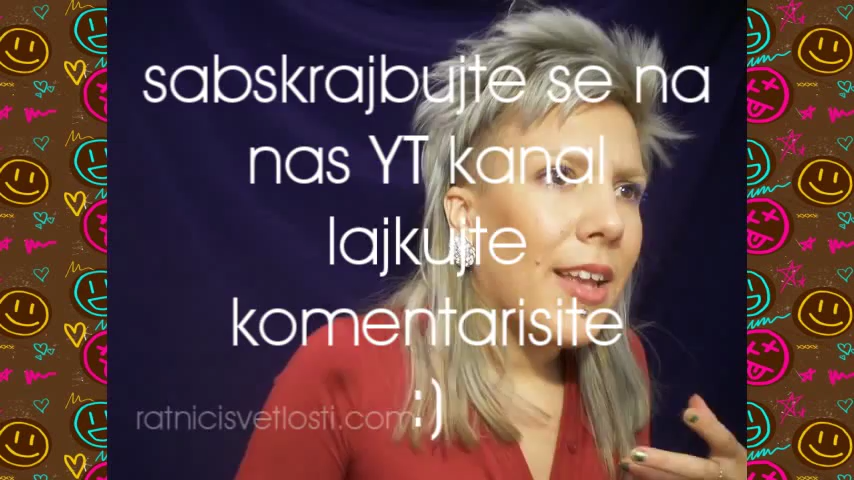 sabskrajbujte se na
nas YT kanal
lajkujte
komentarisite
:)
ratnicisvetlosti.com